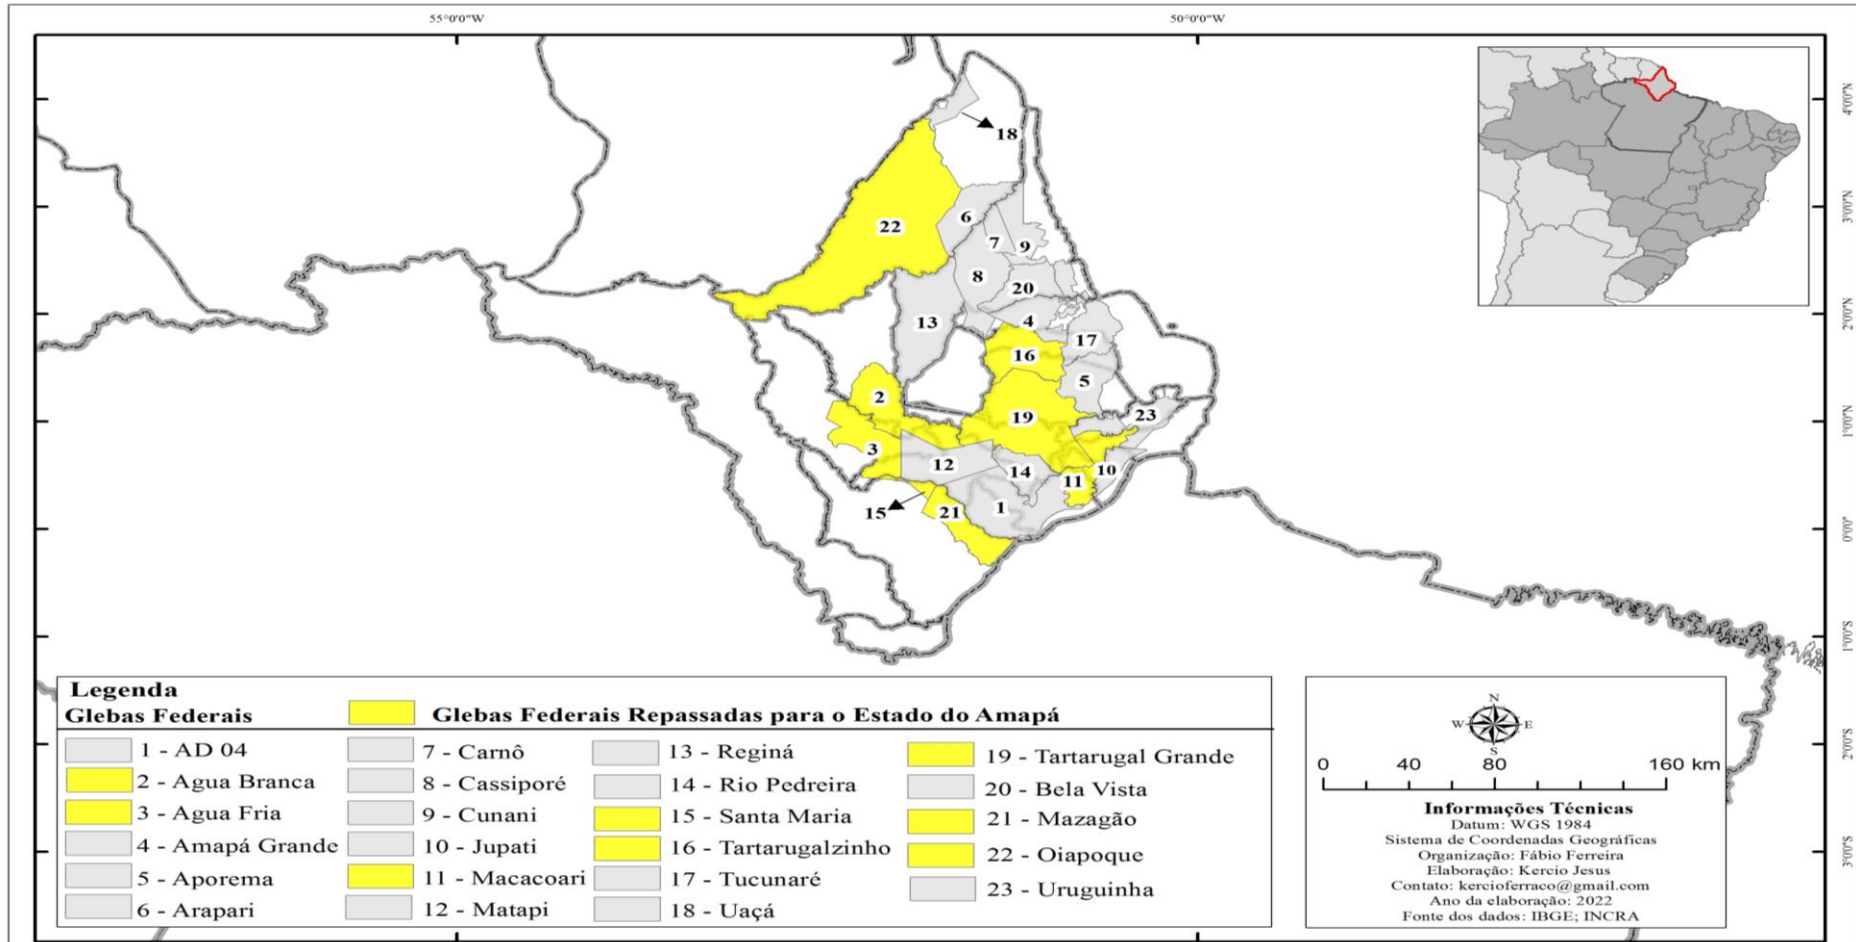 55°0'0"W
50°0'0"W
4°0'0"N
3°0'0"N
2°0'0"N
1°0'0"N
0°0'0"
1°0'0"S
2°0'0"S
3°0'0"S
18
22
6
7
9
8
20
13
4
17
16
5
2
19
23
3
12
14
10
11
15
21
1
Legenda
Glebas Federais
Glebas Federais Repassadas para o Estado do Amapá
1 - AD 04
2 - Agua Branca
3 - Agua Fria
4 - Amapá Grande
5 - Aporema
6 - Arapari
7 - Carnô
8 - Cassiporé
9 - Cunani
10 - Jupati
11 - Macacoari
12 - Matapi
13 - Reginá
14 - Rio Pedreira
15 - Santa Maria
16 - Tartarugalzinho
17 - Tucunaré
18 - Uaçá
19 - Tartarugal Grande
20 - Bela Vista
21 - Mazagão
22 - Oiapoque
23 - Uruguinha
N
W E
S
0 40 80 160 km
Informações Técnicas
Datum: WGS 1984
Sistema de Coordenadas Geográficas
Organização: Fábio Ferreira
Elaboração: Kercio Jesus
Contato: kercioferraco@gmail.com
Ano da elaboração: 2022
Fonte dos dados: IBGE; INCRA